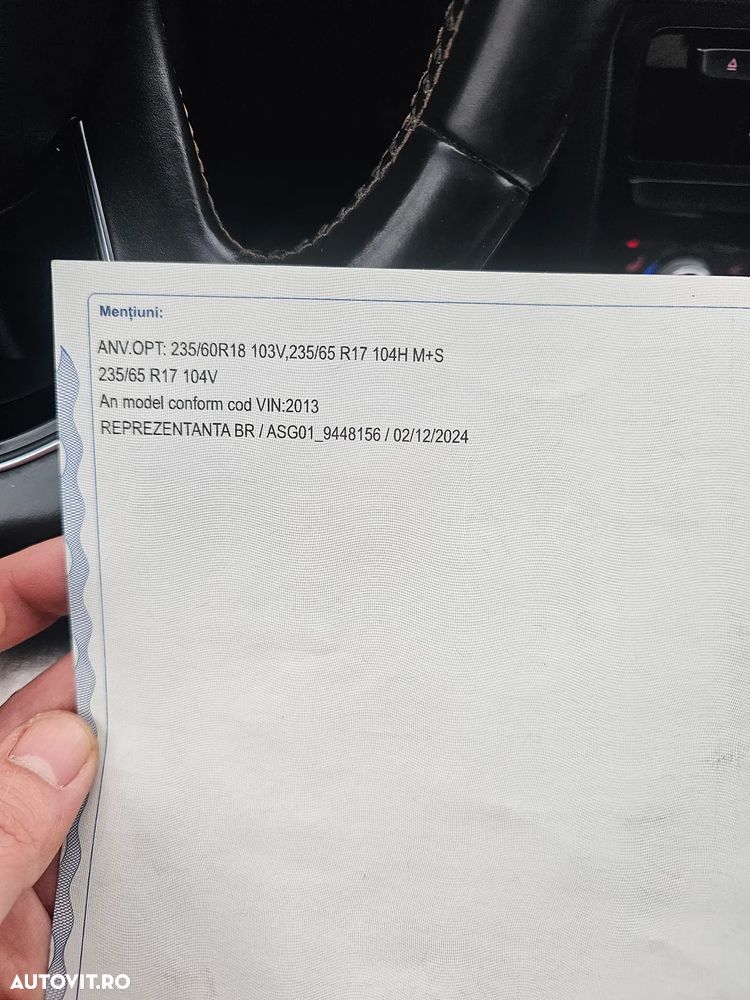 Mențiuni:
ANV.OPT: 235/60R18 103V,235/65 R17 104H M+S
235/65 R17 104V
An model conform cod VIN:2013
REPREZENTANTA BR / ASG01_9448156 / 02/12/2024
AUTOVIT.RO